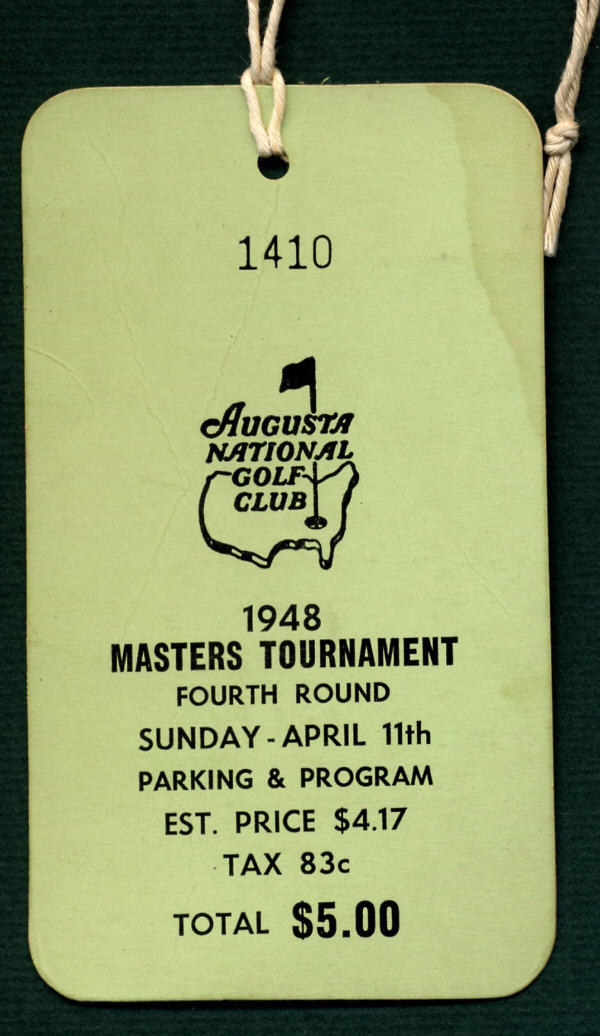 1410
AUGUSTA
NATIONAL
GOLF
CLUB
1948
MASTERS TOURNAMENT
FOURTH ROUND
SUNDAY - APRIL 11th
PARKING & PROGRAM
EST. PRICE $4.17
TAX 83c
TOTAL $5.00